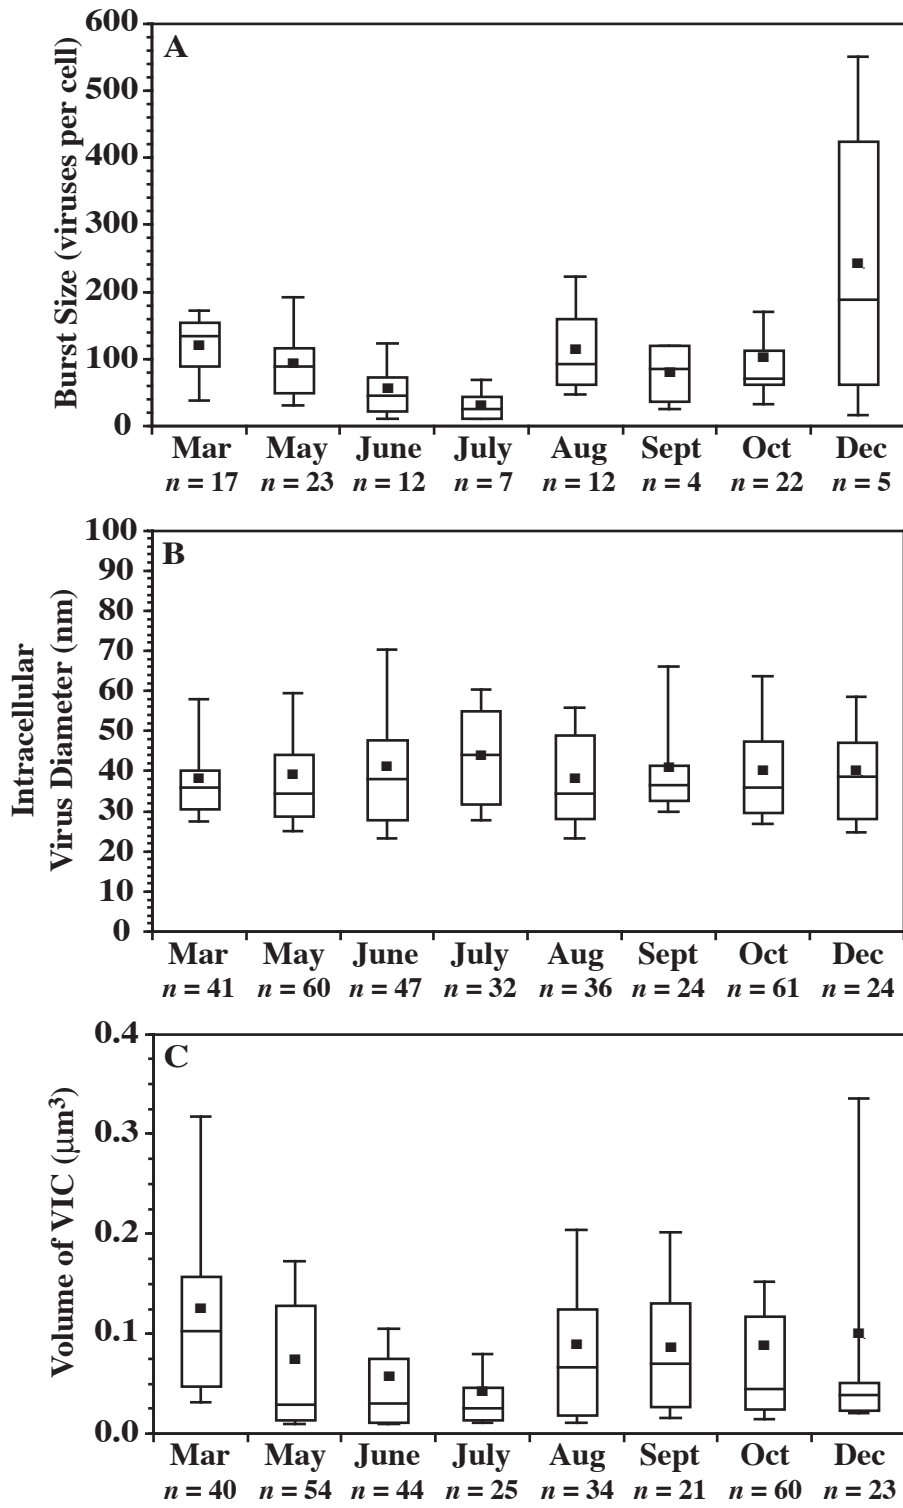 A
Burst Size (viruses per cell)
600
500
400
300
200
100
0
Mar May June July Aug Sept Oct Dec
n = 17 n = 23 n = 12 n = 7 n = 12 n = 4 n = 22 n = 5
B
Intracellular
Virus Diameter (nm)
100
90
80
70
60
50
40
30
20
10
0
Mar May June July Aug Sept Oct Dec
n = 41 n = 60 n = 47 n = 32 n = 36 n = 24 n = 61 n = 24
C
Volume of VIC (μm³)
0.4
0.3
0.2
0.1
0.0
Mar May June July Aug Sept Oct Dec
n = 40 n = 54 n = 44 n = 25 n = 34 n = 21 n = 60 n = 23